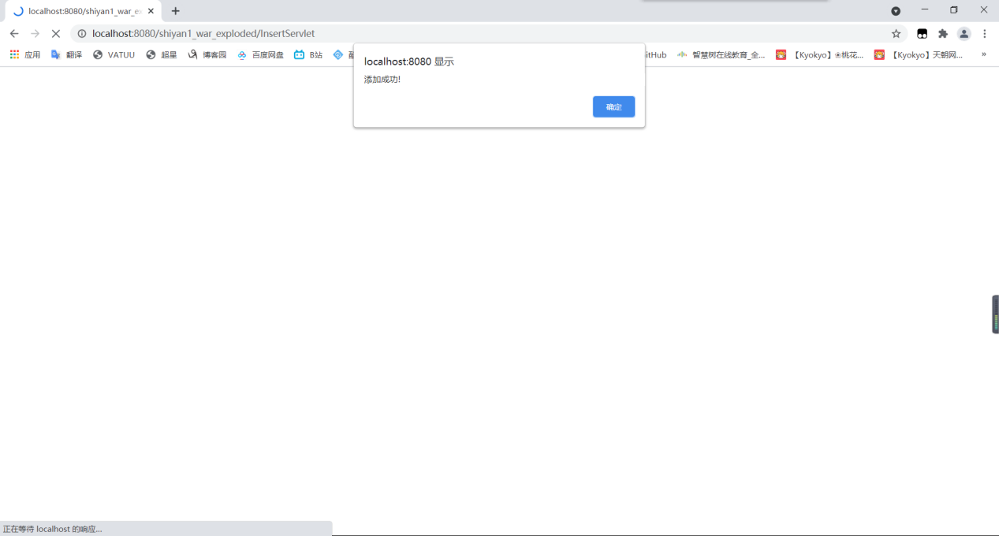 localhost:8080/shiyan1_war_ex
localhost:8080/shiyan1_war_exploded/InsertServlet
应用 翻译 VATUU 超星 博客园 百度网盘 B站 itHub 智慧树在线教育_全... 【Kyokyo】❀桃花... 【Kyokyo】天朝网... »
localhost:8080 显示
添加成功!
确定
正在等待 localhost 的响应...